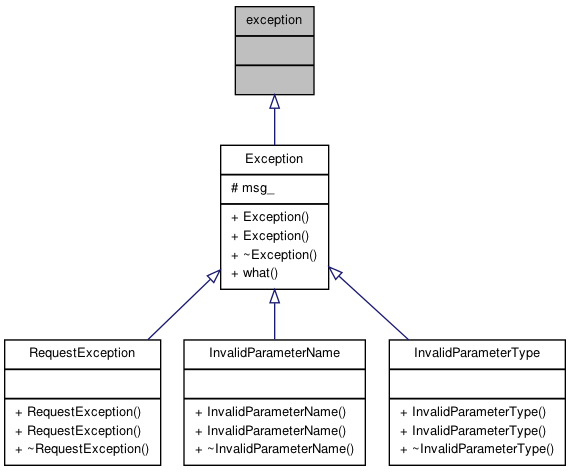 exception
Exception
# msg_
+ Exception()
+ Exception()
+ ~Exception()
+ what()
RequestException
+ RequestException()
+ RequestException()
+ ~RequestException()
InvalidParameterName
+ InvalidParameterName()
+ InvalidParameterName()
+ ~InvalidParameterName()
InvalidParameterType
+ InvalidParameterType()
+ InvalidParameterType()
+ ~InvalidParameterType()